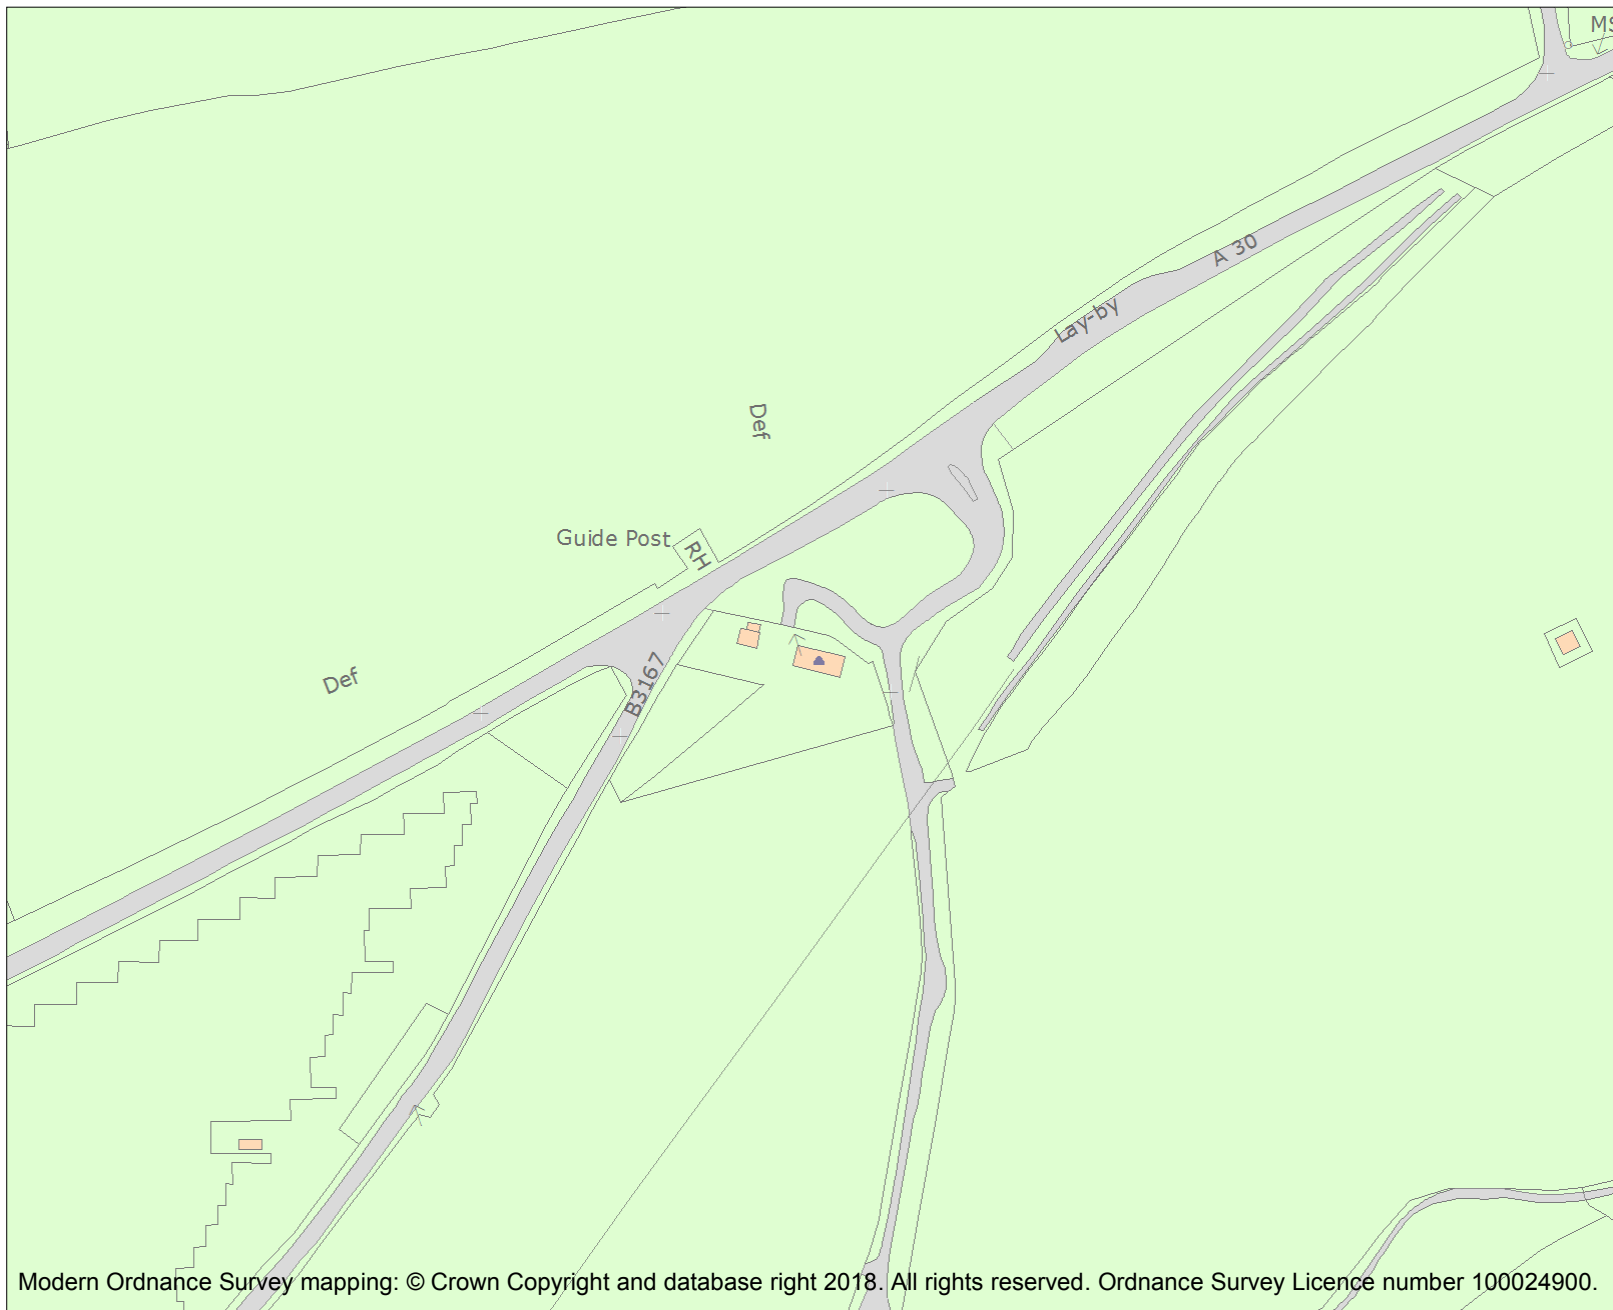 MS
A 30
Lay-by
Def
Guide Post
RH
B3167
Def
Modern Ordnance Survey mapping: © Crown Copyright and database right 2018. All rights reserved. Ordnance Survey Licence number 100024900.